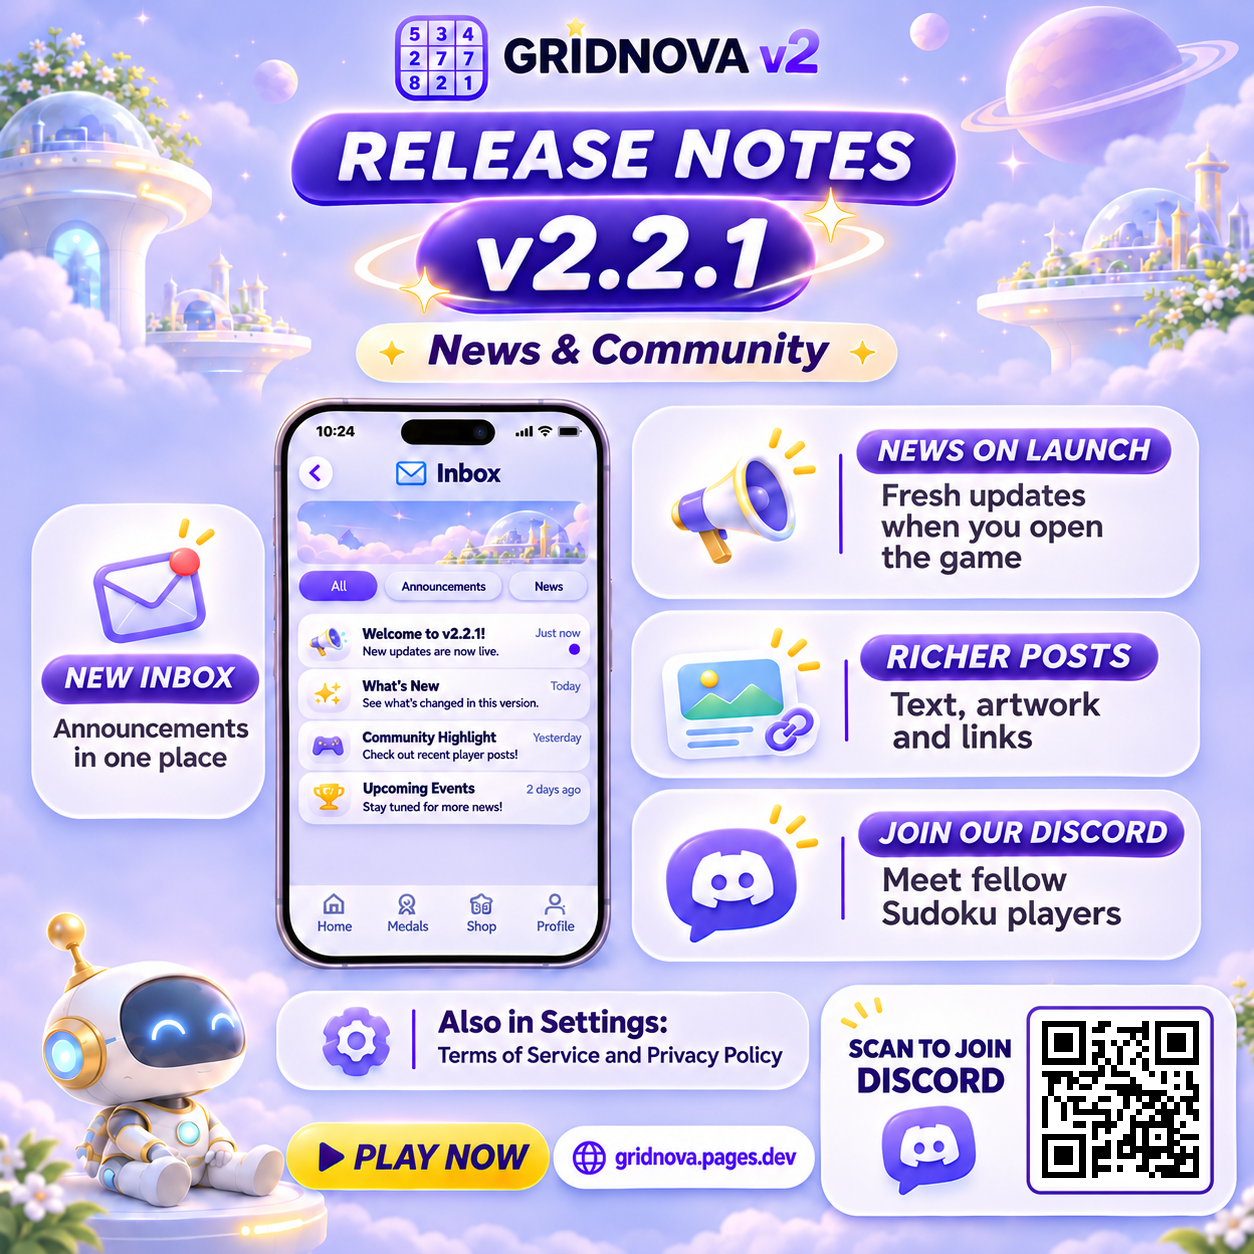 5 3 4
2 7 7
8 2 1
GRIDNOVA v2
RELEASE NOTES
v2.2.1
News & Community
NEW INBOX
Announcements
in one place
10:24
Inbox
All
Announcements
News
Welcome to v2.2.1!
Just now
New updates are now live.
What's New
Today
See what's changed in this version.
Community Highlight
Yesterday
Check out recent player posts!
Upcoming Events
2 days ago
Stay tuned for more news!
Home
Medals
Shop
Profile
NEWS ON LAUNCH
Fresh updates
when you open
the game
RICHER POSTS
Text, artwork
and links
JOIN OUR DISCORD
Meet fellow
Sudoku players
Also in Settings:
Terms of Service and Privacy Policy
PLAY NOW
gridnova.pages.dev
SCAN TO JOIN
DISCORD